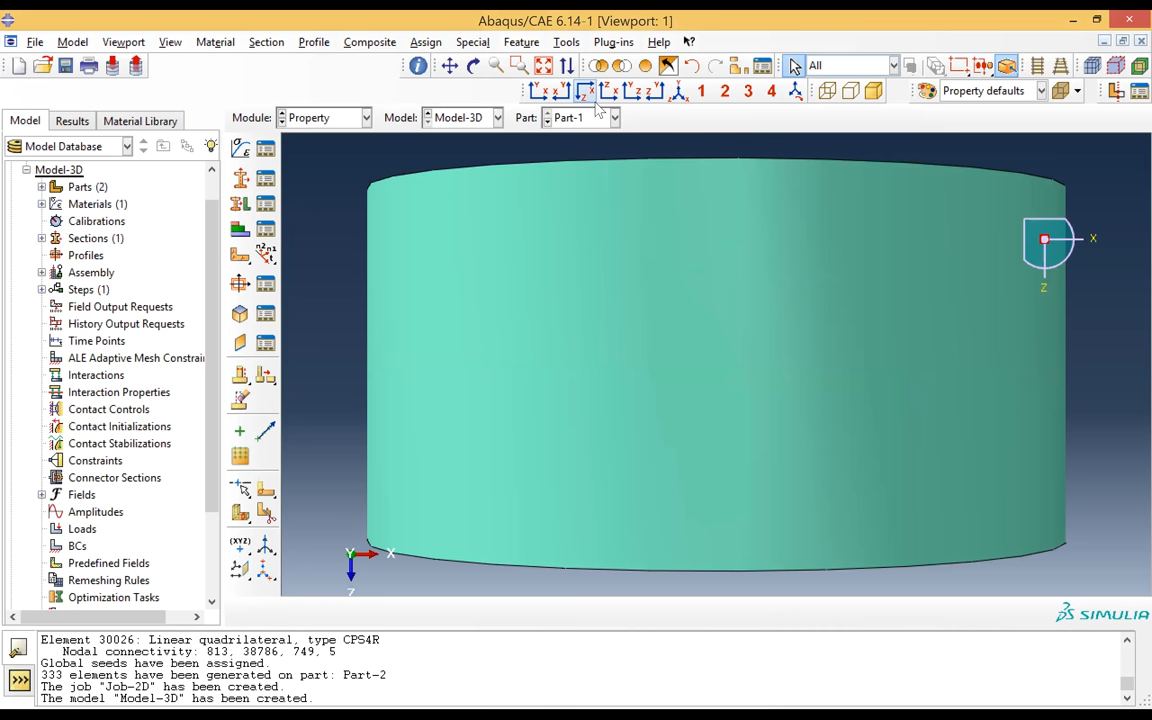 Abaqus/CAE 6.14-1 [Viewport: 1]
File Model Viewport View Material Section Profile Composite Assign Special Feature Tools Plug-ins Help
All
1 2 3 4 Property defaults
Model Results Material Library Module: Property Model: Model-3D Part: Part-1
Model Database
Model-3D
Parts (2)
Materials (1)
Calibrations
Sections (1)
Profiles
Assembly
Steps (1)
Field Output Requests
History Output Requests
Time Points
ALE Adaptive Mesh Constrai
Interactions
Interaction Properties
Contact Controls
Contact Initializations
Contact Stabilizations
Constraints
Connector Sections
Fields
Amplitudes
Loads
BCs
Predefined Fields
Remeshing Rules
Optimization Tasks
X
Z
Y X
Z
SIMULIA
Element 30026: Linear quadrilateral, type CPS4R
Nodal connectivity: 813, 38786, 749, 5
Global seeds have been assigned.
333 elements have been generated on part: Part-2
The job "Job-2D" has been created.
The model "Model-3D" has been created.